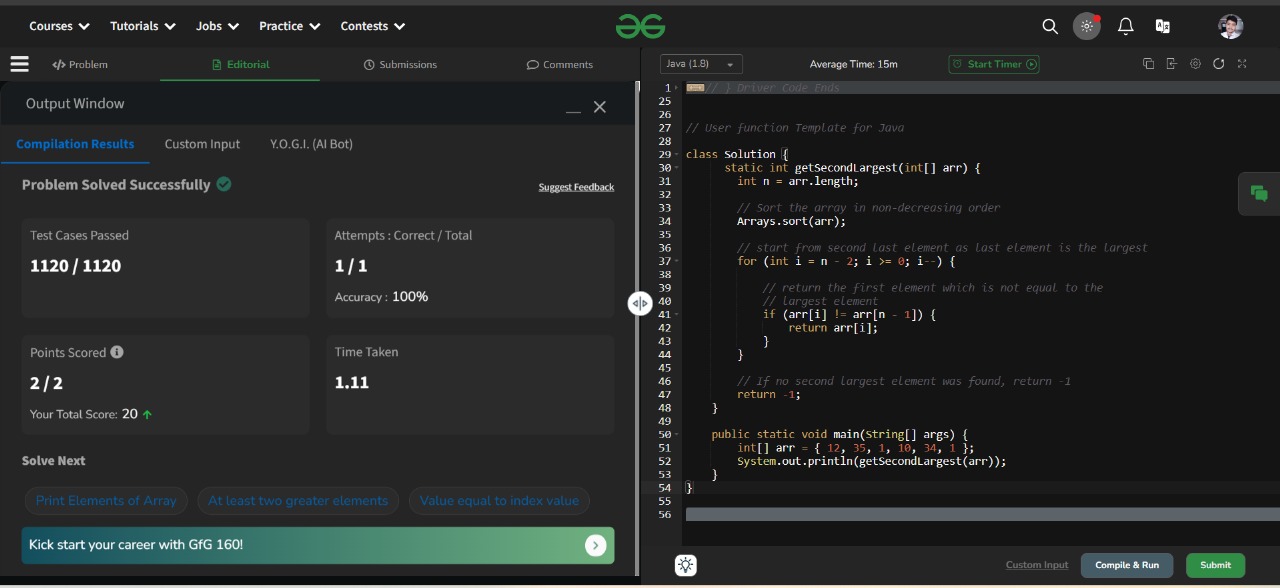 Courses Tutorials Jobs Practice Contests
Problem Editorial Submissions Comments
Output Window
Compilation Results Custom Input Y.O.G.I. (AI Bot)
Problem Solved Successfully
Suggest Feedback
Test Cases Passed
1120 / 1120
Attempts : Correct / Total
1 / 1
Accuracy : 100%
Points Scored
2 / 2
Your Total Score: 20
Time Taken
1.11
Solve Next
Print Elements of Array At least two greater elements Value equal to index value
Kick start your career with GfG 160!
Java (1.8) Average Time: 15m Start Timer
1 // } Driver Code Ends
25
26
27 // User function Template for Java
28
29 class Solution {
30 static int getSecondLargest(int[] arr) {
31 int n = arr.length;
32
33 // Sort the array in non-decreasing order
34 Arrays.sort(arr);
35
36 // start from second last element as last element is the largest
37 for (int i = n - 2; i >= 0; i--) {
38
39 // return the first element which is not equal to the
40 // largest element
41 if (arr[i] != arr[n - 1]) {
42 return arr[i];
43 }
44 }
45
46 // If no second largest element was found, return -1
47 return -1;
48 }
49
50 public static void main(String[] args) {
51 int[] arr = { 12, 35, 1, 10, 34, 1 };
52 System.out.println(getSecondLargest(arr));
53 }
54 }
55
56
Custom Input Compile & Run Submit